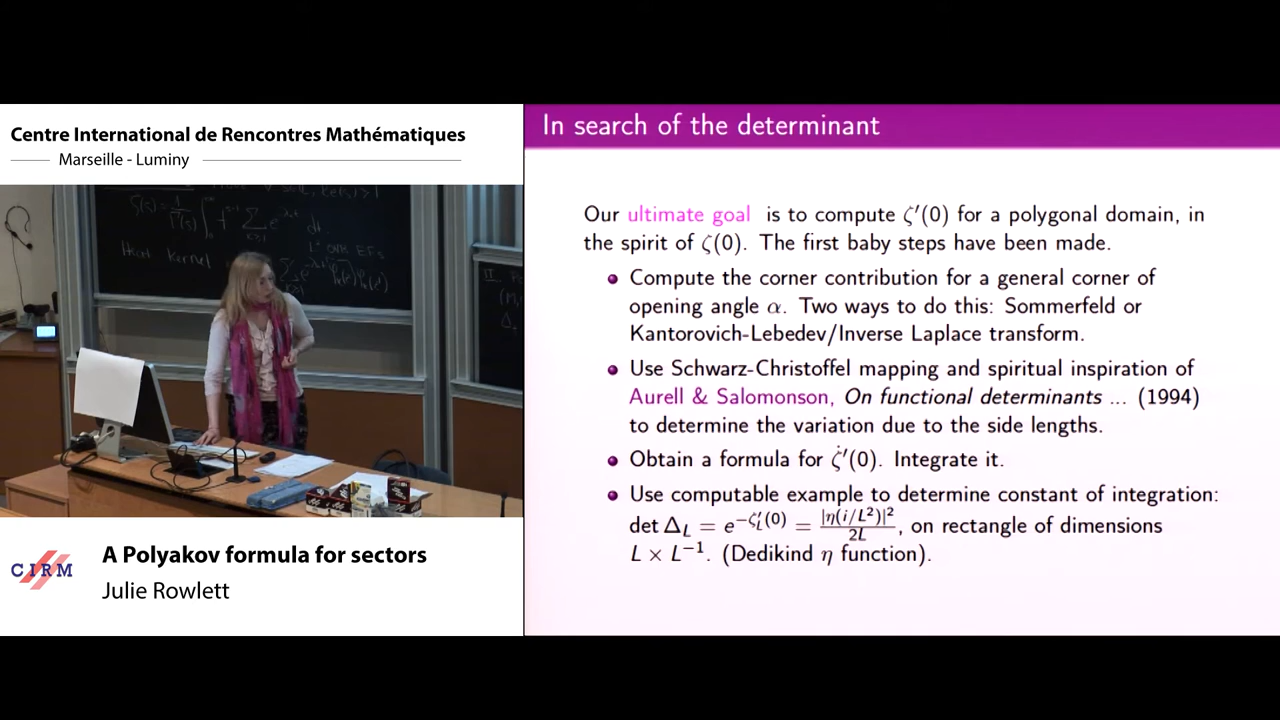 Centre International de Rencontres Mathématiques
Marseille - Luminy
ζ(s) = 1/Γ(s) ∫
Heat Kernel
EFs
II.
CIRM
A Polyakov formula for sectors
Julie Rowlett
In search of the determinant
Our ultimate goal is to compute ζ′(0) for a polygonal domain, in
the spirit of ζ(0). The first baby steps have been made.
• Compute the corner contribution for a general corner of
opening angle α. Two ways to do this: Sommerfeld or
Kantorovich-Lebedev/Inverse Laplace transform.
• Use Schwarz-Christoffel mapping and spiritual inspiration of
Aurell & Salomonson, On functional determinants ... (1994)
to determine the variation due to the side lengths.
• Obtain a formula for ζ̇′(0). Integrate it.
• Use computable example to determine constant of integration:
det Δ_L = e^{−ζ′_L(0)} = |η(i/L²)|²/2L, on rectangle of dimensions
L × L⁻¹. (Dedikind η function).